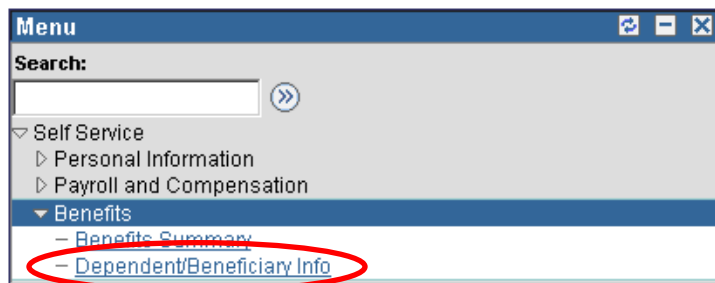 Menu
Search:
Self Service
Personal Information
Payroll and Compensation
Benefits
– Benefits Summary
– Dependent/Beneficiary Info